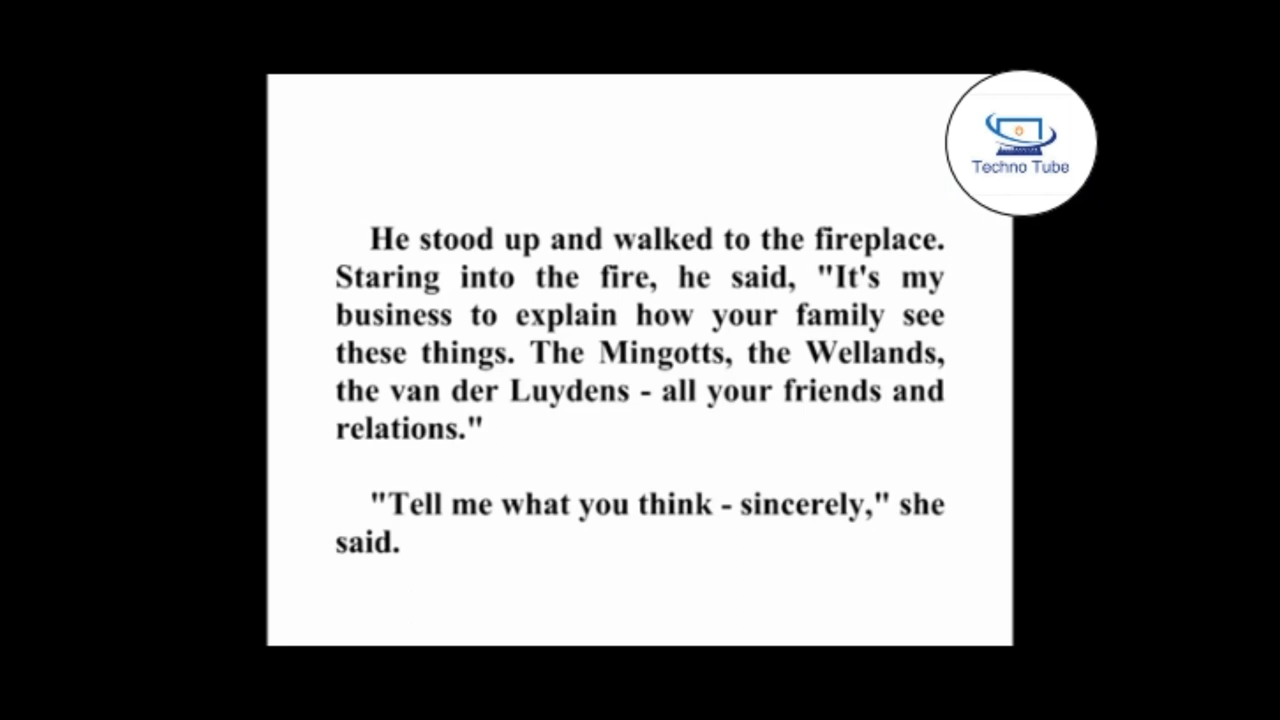 Techno Tube
He stood up and walked to the fireplace.
Staring into the fire, he said, "It's my
business to explain how your family see
these things. The Mingotts, the Wellands,
the van der Luydens - all your friends and
relations."
"Tell me what you think - sincerely," she
said.